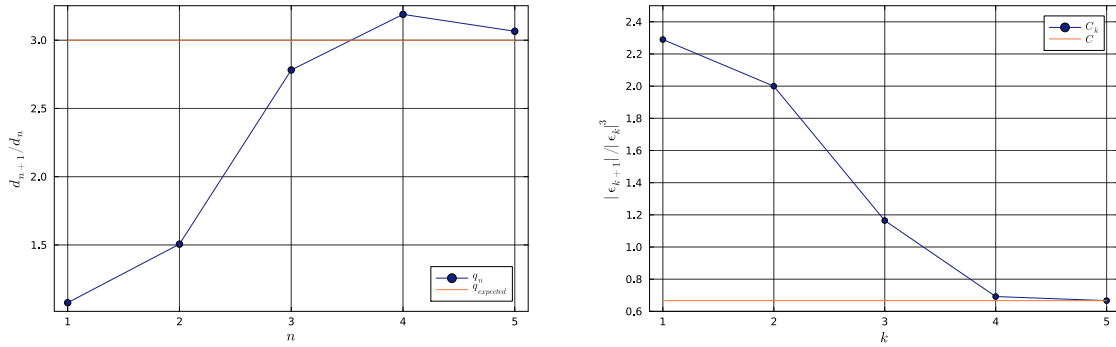 3.0
2.5
2.0
1.5
d_{n+1}/d_n
1 2 3 4 5
n
q_n
q_{expected}
2.4
2.2
2.0
1.8
1.6
1.4
1.2
1.0
0.8
0.6
|ϵ_{k+1}|/|ϵ_k|^3
1 2 3 4 5
k
C_k
C